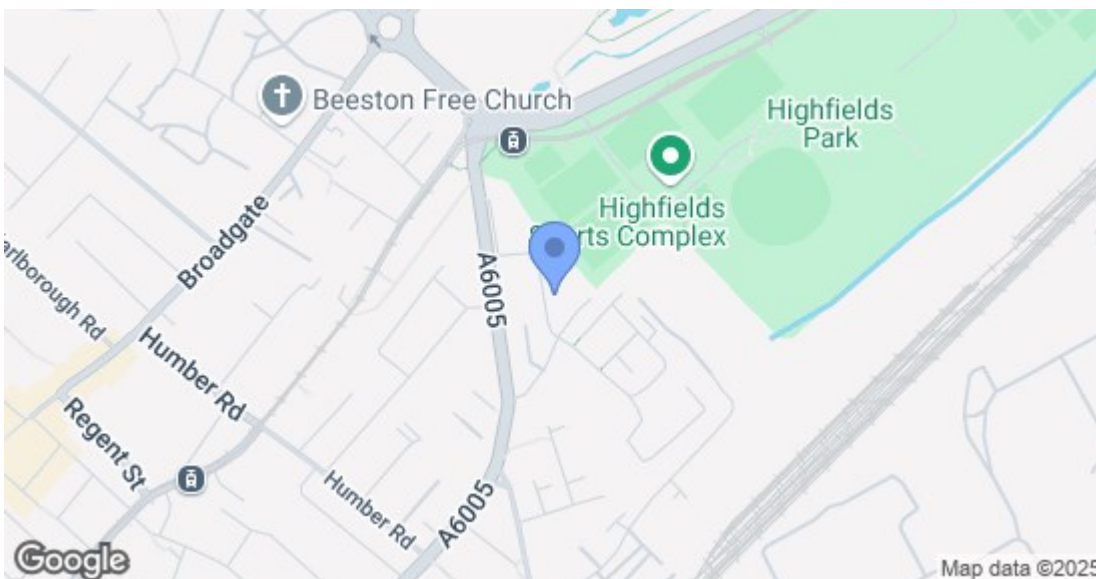 Beeston Free Church
Highfields
Park
Highfields
Sports Complex
Broadgate
A6005
arlborough Rd
Humber Rd
Regent St
Humber Rd
A6005
Google
Map data ©2025